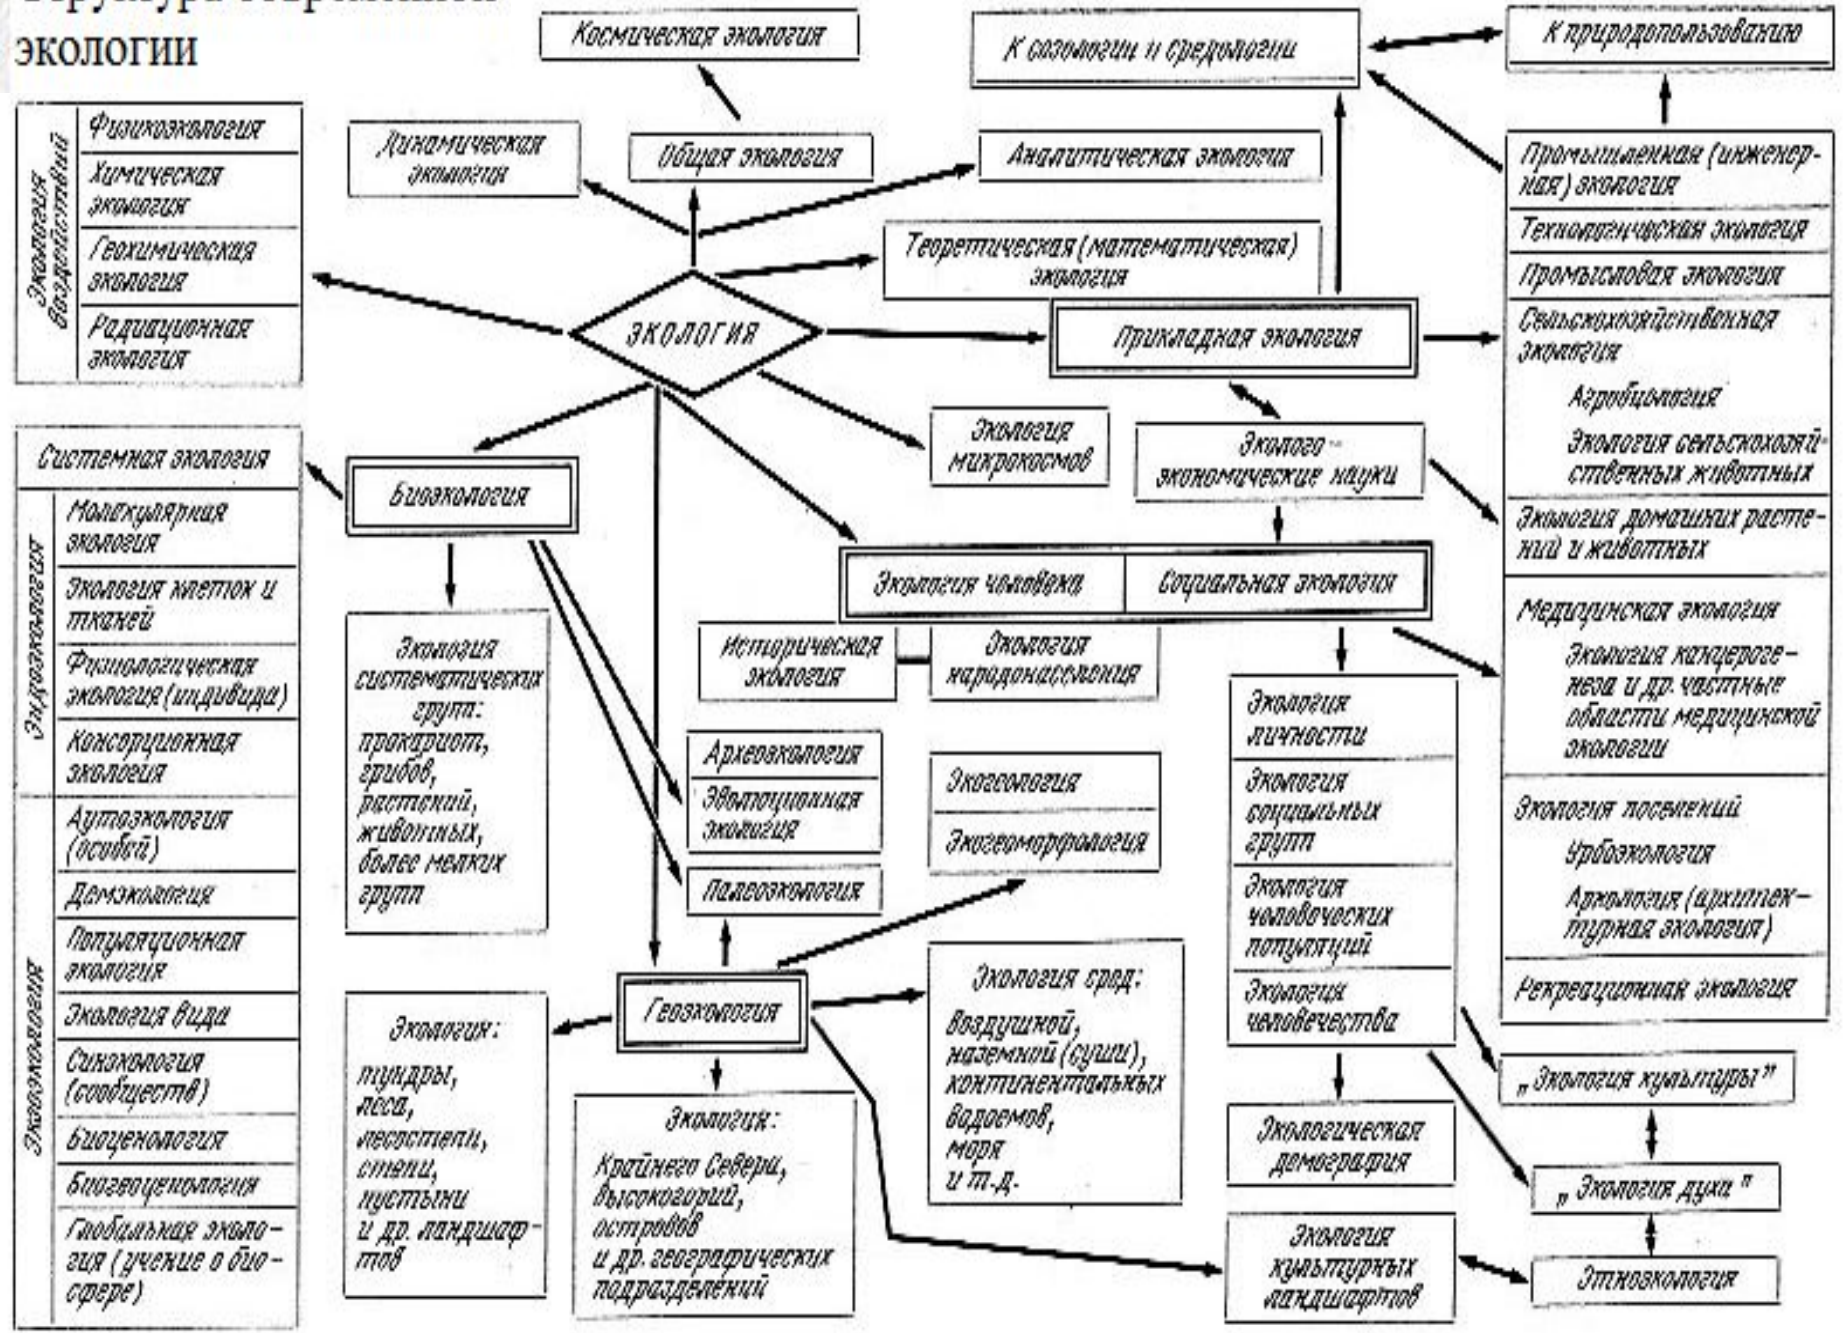 экологии
Космическая экология
К созологии и средологии
К природопользованию
Экология
воздействий
Физикоэкология
Химическая
экология
Геохимическая
экология
Радиационная
экология
Динамическая
экология
Общая экология
Аналитическая экология
Теоретическая (математическая)
экология
ЭКОЛОГИЯ
Прикладная экология
Промышленная (инженер-
ная) экология
Технологическая экология
Промысловая экология
Сельскохозяйственная
экология
Агробиология
Экология сельскохозяй-
ственных животных
Экология домашних расте-
ний и животных
Медицинская экология
Экология канцероге-
неза и др. частные
области медицинской
экологии
Экология поселений
Урбоэкология
Аркология (архитек-
турная экология)
Рекреационная экология
Экология
микрокосмов
Эколого-
экономические науки
Системная экология
Эндоэкология
Молекулярная
экология
Экология клеток и
тканей
Физиологическая
экология (индивида)
Консорционная
экология
Экзоэкология
Аутоэкология
(особей)
Демэкология
Популяционная
экология
Экология вида
Синэкология
(сообществ)
Биоценология
Биогеоценология
Глобальная эколо-
гия (учение о био-
сфере)
Биоэкология
Экология человека
Социальная экология
Экология
систематических
групп:
прокариот,
грибов,
растений,
животных,
более мелких
групп
Историческая
экология
Экология
народонаселения
Археоэкология
Эволюционная
экология
Палеоэкология
Экогеология
Экогеоморфология
Экология
личности
Экология
социальных
групп
Экология
человеческих
популяций
Экология
человечества
Геоэкология
Экология:
тундры,
леса,
лесостепи,
степи,
пустыни
и др. ландшаф-
тов
Экология:
Крайнего Севера,
высокогорий,
островов
и др. географических
подразделений
Экология сред:
воздушной,
наземной (суши),
континентальных
водоемов,
моря
и т.д.
„Экология культуры"
Экологическая
демография
„Экология духа"
Экология
культурных
ландшафтов
Этноэкология